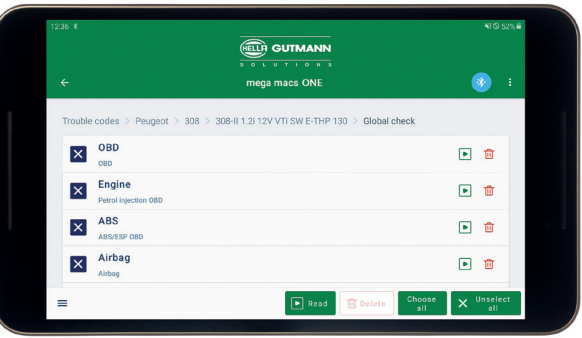 12:36
52%
HELLA GUTMANN
SOLUTIONS
mega macs ONE
Trouble codes > Peugeot > 308 > 308-II 1.2i 12V VTi SW E-THP 130 > Global check
OBD
OBD
Engine
Petrol injection OBD
ABS
ABS/ESP OBD
Airbag
Airbag
Read
Delete
Choose
all
Unselect
all